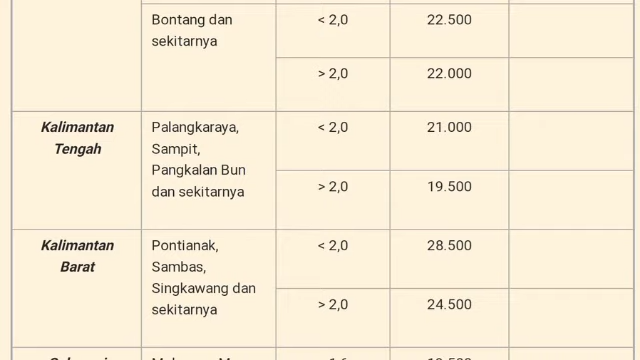 Bontang dan < 2,0 22.500
sekitarnya
> 2,0 22.000
Kalimantan Palangkaraya, < 2,0 21.000
Tengah Sampit,
Pangkalan Bun > 2,0 19.500
dan sekitarnya
Kalimantan Pontianak, < 2,0 28.500
Barat Sambas,
Singkawang dan > 2,0 24.500
sekitarnya